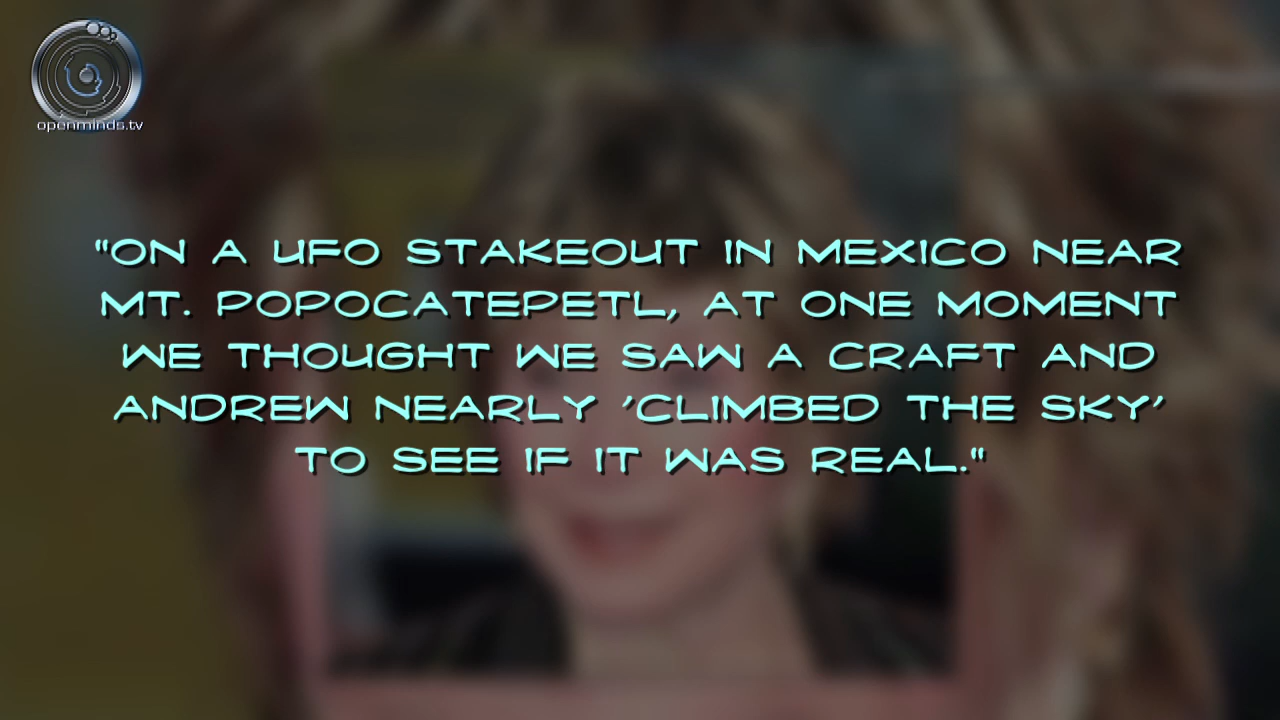 openminds.tv
"ON A UFO STAKEOUT IN MEXICO NEAR
MT. POPOCATEPETL, AT ONE MOMENT
WE THOUGHT WE SAW A CRAFT AND
ANDREW NEARLY 'CLIMBED THE SKY'
TO SEE IF IT WAS REAL."